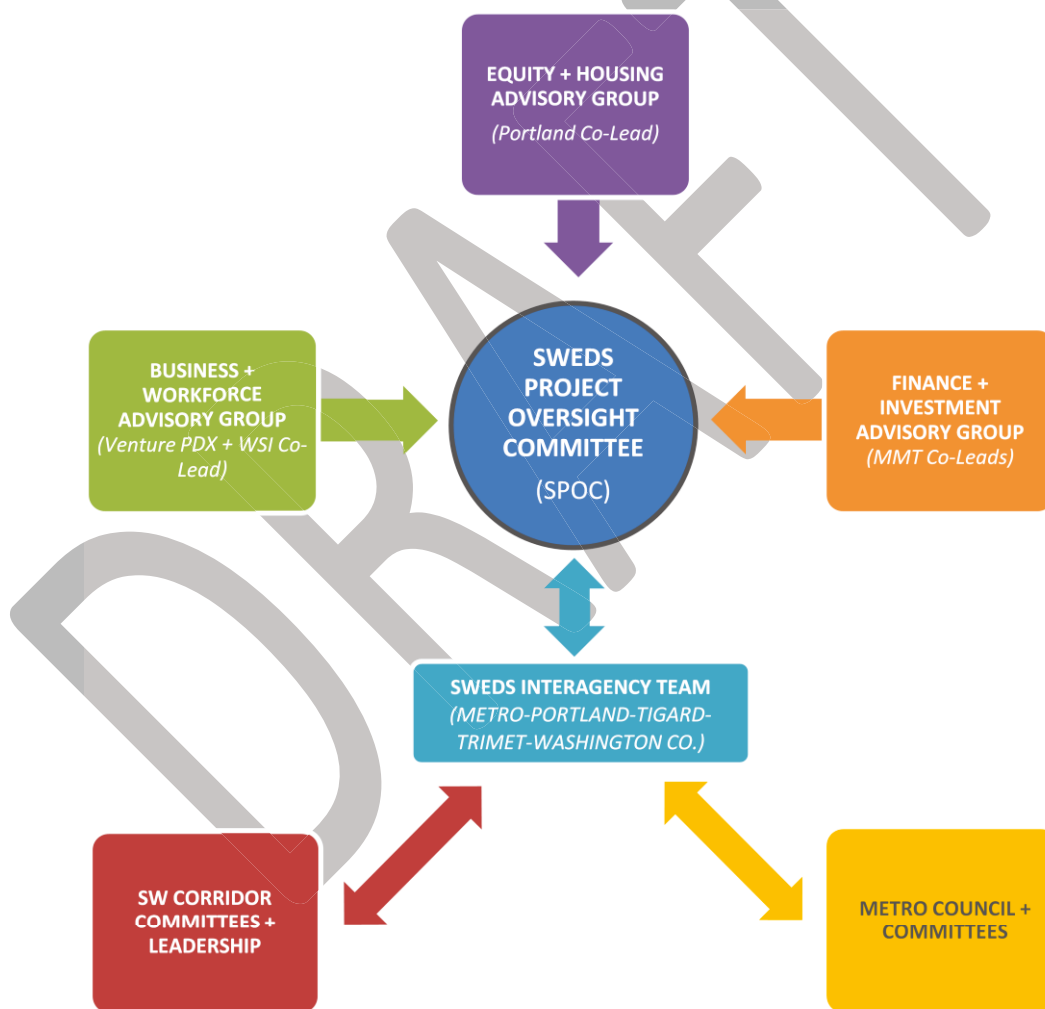 EQUITY + HOUSING
ADVISORY GROUP
(Portland Co-Lead)
BUSINESS +
WORKFORCE
ADVISORY GROUP
(Venture PDX + WSI Co-
Lead)
SWEDS
PROJECT
OVERSIGHT
COMMITTEE
(SPOC)
FINANCE +
INVESTMENT
ADVISORY GROUP
(MMT Co-Leads)
SWEDS INTERAGENCY TEAM
(METRO-PORTLAND-TIGARD-
TRIMET-WASHINGTON CO.)
SW CORRIDOR
COMMITTEES +
LEADERSHIP
METRO COUNCIL +
COMMITTEES
DRAFT